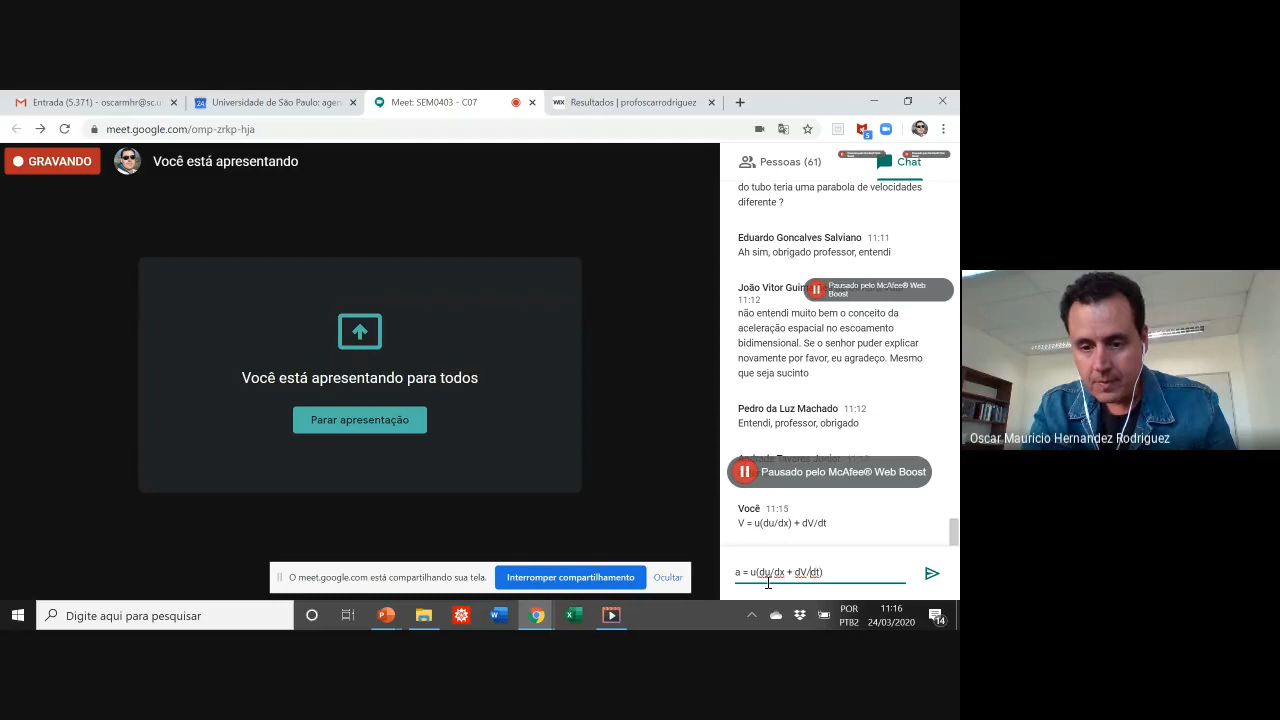 Entrada (5.371) - oscarmhr@sc.u
Universidade de São Paulo: agen
Meet: SEM0403 - C07
WIX Resultados | profoscarrodriguez
meet.google.com/omp-zrkp-hja
5
GRAVANDO
Você está apresentando
Pessoas (61)
Chat
do tubo teria uma parabola de velocidades
diferente ?
Eduardo Goncalves Salviano 11:11
Ah sim, obrigado professor, entendi
João Vitor Guim
Pausado pelo McAfee® Web
Boost
11:12
não entendi muito bem o conceito da
aceleração espacial no escoamento
bidimensional. Se o senhor puder explicar
novamente por favor, eu agradeço. Mesmo
que seja sucinto
Pedro da Luz Machado 11:12
Entendi, professor, obrigado
Andrade Tavares Junior
Pausado pelo McAfee® Web Boost
Você 11:15
V = u(du/dx) + dV/dt
a = u(du/dx + dV/dt)
Você está apresentando para todos
Parar apresentação
O meet.google.com está compartilhando sua tela.
Interromper compartilhamento
Ocultar
Digite aqui para pesquisar
POR
PTB2
11:16
24/03/2020
14
Oscar Mauricio Hernandez Rodriguez